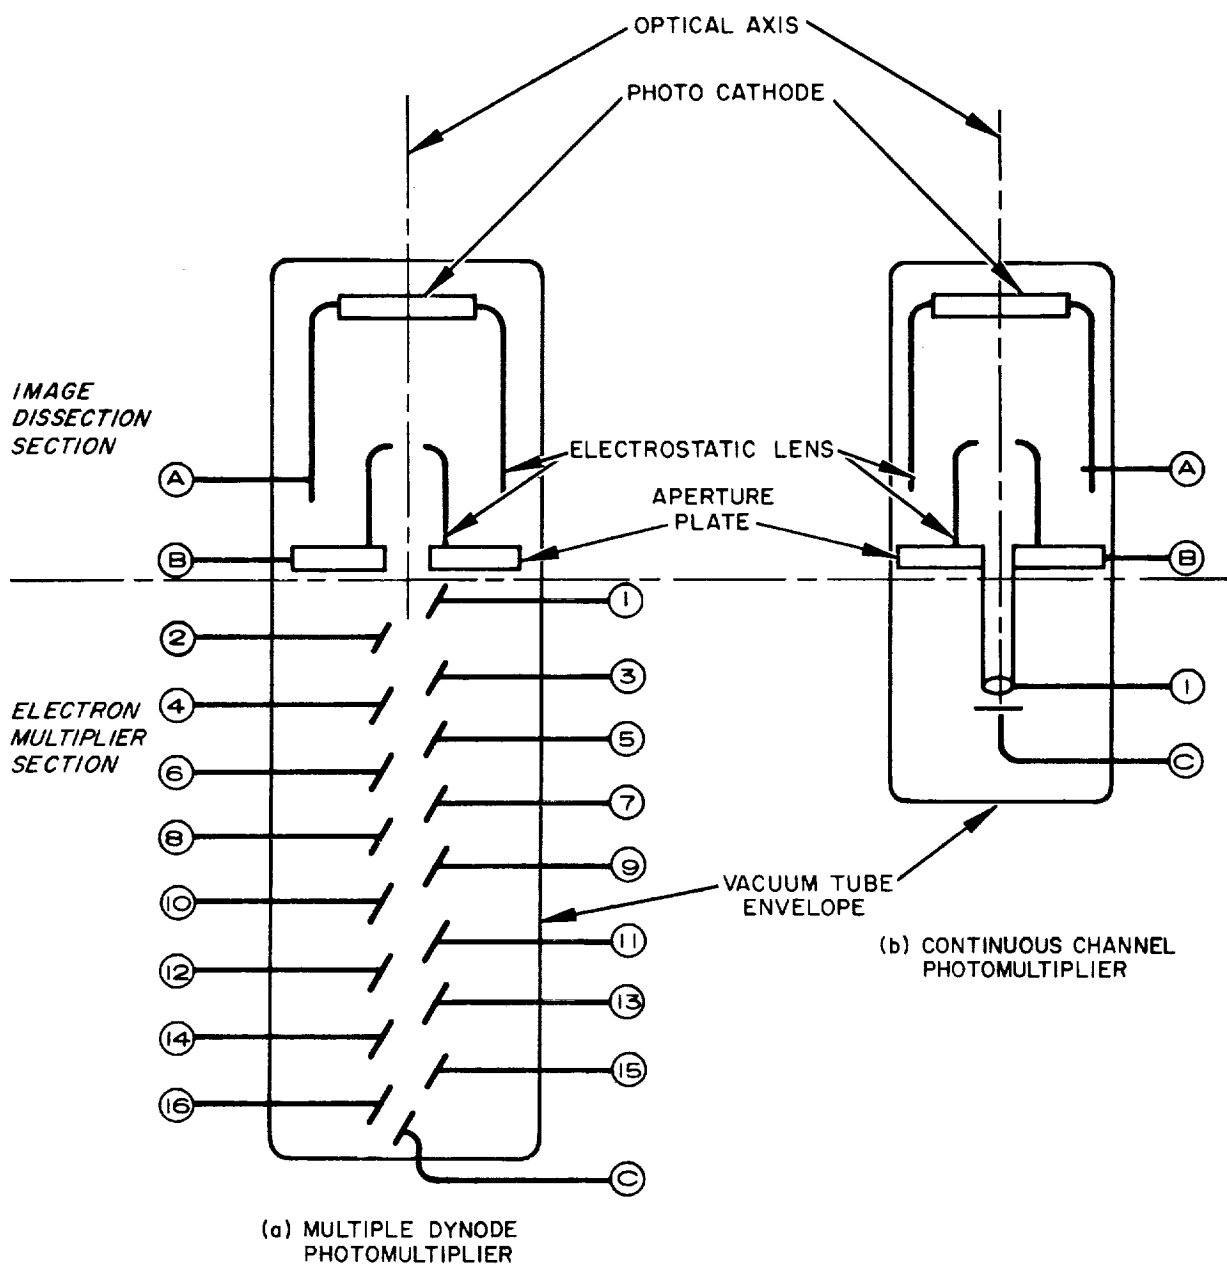 OPTICAL AXIS
PHOTO CATHODE
IMAGE
DISSECTION
SECTION
ELECTROSTATIC LENS
A
A
APERTURE
PLATE
B
B
1
2
3
1
4
ELECTRON
MULTIPLIER
SECTION
5
C
6
7
8
9
VACUUM TUBE
ENVELOPE
10
11
(b) CONTINUOUS CHANNEL
PHOTOMULTIPLIER
12
13
14
15
16
C
(a) MULTIPLE DYNODE
PHOTOMULTIPLIER